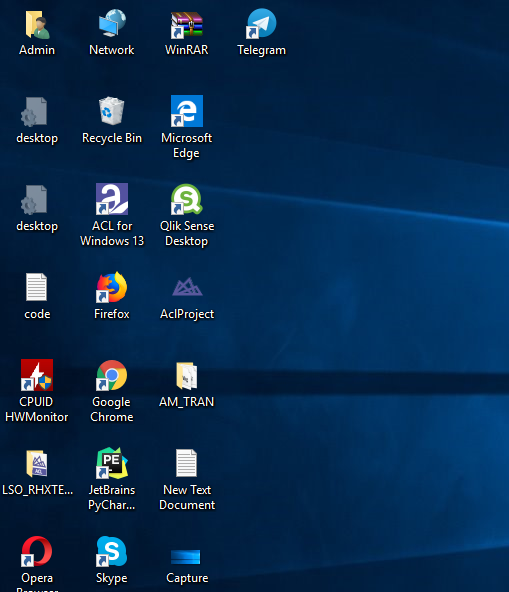 Admin
Network
WinRAR
Telegram
desktop
Recycle Bin
Microsoft
Edge
desktop
ACL for
Windows 13
Qlik Sense
Desktop
code
Firefox
AclProject
CPUID
HWMonitor
Google
Chrome
AM_TRAN
LSO_RHXTE...
JetBrains
PyChar...
New Text
Document
Opera
Browser
Skype
Capture